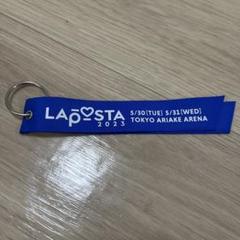 LAPOSTA
2023
5/30[TUE] 5/31[WED]
TOKYO ARIAKE ARENA